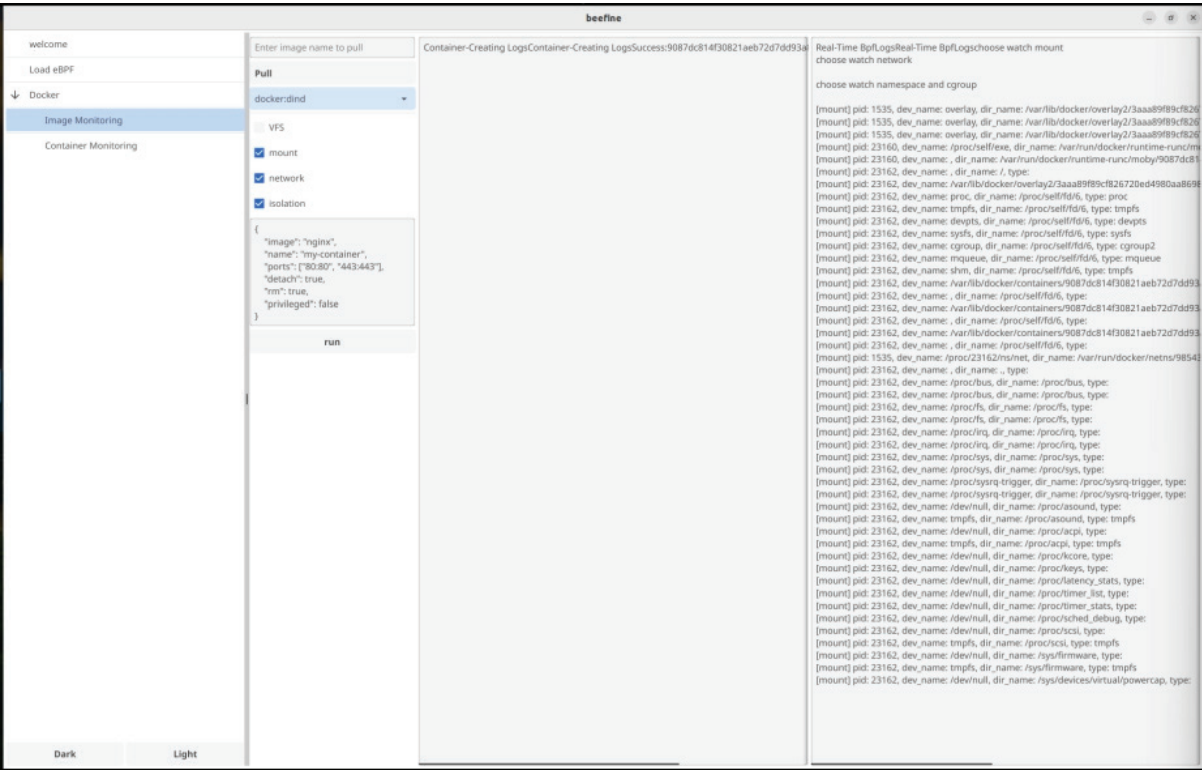 beefine
welcome
Load eBPF
Docker
Image Monitoring
Container Monitoring
Dark
Light
Enter image name to pull
Pull
docker:dind
VFS
mount
network
isolation
{
"image": "nginx",
"name": "my-container",
"ports": ["80:80", "443:443"],
"detach": true,
"rm": true,
"privileged": false
}
run
Container-Creating LogsContainer-Creating LogsSuccess:9087dc814f30821aeb72d7dd93a
Real-Time BpfLogsReal-Time BpfLogschoose watch mount
choose watch network
choose watch namespace and cgroup
[mount] pid: 1535, dev_name: overlay, dir_name: /var/lib/docker/overlay2/3aaa89f89cf826
[mount] pid: 1535, dev_name: overlay, dir_name: /var/lib/docker/overlay2/3aaa89f89cf826
[mount] pid: 1535, dev_name: overlay, dir_name: /var/lib/docker/overlay2/3aaa89f89cf826
[mount] pid: 23160, dev_name: /proc/self/exe, dir_name: /var/run/docker/runtime-runc/m
[mount] pid: 23160, dev_name: , dir_name: /var/run/docker/runtime-runc/moby/9087dc81
[mount] pid: 23162, dev_name: , dir_name: /, type:
[mount] pid: 23162, dev_name: /var/lib/docker/overlay2/3aaa89f89cf826720ed4980aa869
[mount] pid: 23162, dev_name: proc, dir_name: /proc/self/fd/6, type: proc
[mount] pid: 23162, dev_name: tmpfs, dir_name: /proc/self/fd/6, type: tmpfs
[mount] pid: 23162, dev_name: devpts, dir_name: /proc/self/fd/6, type: devpts
[mount] pid: 23162, dev_name: sysfs, dir_name: /proc/self/fd/6, type: sysfs
[mount] pid: 23162, dev_name: cgroup, dir_name: /proc/self/fd/6, type: cgroup2
[mount] pid: 23162, dev_name: mqueue, dir_name: /proc/self/fd/6, type: mqueue
[mount] pid: 23162, dev_name: shm, dir_name: /proc/self/fd/6, type: tmpfs
[mount] pid: 23162, dev_name: /var/lib/docker/containers/9087dc814f30821aeb72d7dd93
[mount] pid: 23162, dev_name: , dir_name: /proc/self/fd/6, type:
[mount] pid: 23162, dev_name: /var/lib/docker/containers/9087dc814f30821aeb72d7dd93
[mount] pid: 23162, dev_name: , dir_name: /proc/self/fd/6, type:
[mount] pid: 23162, dev_name: /var/lib/docker/containers/9087dc814f30821aeb72d7dd93
[mount] pid: 23162, dev_name: , dir_name: /proc/self/fd/6, type:
[mount] pid: 1535, dev_name: /proc/23162/ns/net, dir_name: /var/run/docker/netns/9854
[mount] pid: 23162, dev_name: , dir_name: ., type:
[mount] pid: 23162, dev_name: /proc/bus, dir_name: /proc/bus, type:
[mount] pid: 23162, dev_name: /proc/bus, dir_name: /proc/bus, type:
[mount] pid: 23162, dev_name: /proc/fs, dir_name: /proc/fs, type:
[mount] pid: 23162, dev_name: /proc/fs, dir_name: /proc/fs, type:
[mount] pid: 23162, dev_name: /proc/irq, dir_name: /proc/irq, type:
[mount] pid: 23162, dev_name: /proc/irq, dir_name: /proc/irq, type:
[mount] pid: 23162, dev_name: /proc/sys, dir_name: /proc/sys, type:
[mount] pid: 23162, dev_name: /proc/sys, dir_name: /proc/sys, type:
[mount] pid: 23162, dev_name: /proc/sysrq-trigger, dir_name: /proc/sysrq-trigger, type:
[mount] pid: 23162, dev_name: /proc/sysrq-trigger, dir_name: /proc/sysrq-trigger, type:
[mount] pid: 23162, dev_name: /dev/null, dir_name: /proc/asound, type:
[mount] pid: 23162, dev_name: tmpfs, dir_name: /proc/asound, type: tmpfs
[mount] pid: 23162, dev_name: /dev/null, dir_name: /proc/acpi, type:
[mount] pid: 23162, dev_name: tmpfs, dir_name: /proc/acpi, type: tmpfs
[mount] pid: 23162, dev_name: /dev/null, dir_name: /proc/kcore, type:
[mount] pid: 23162, dev_name: /dev/null, dir_name: /proc/keys, type:
[mount] pid: 23162, dev_name: /dev/null, dir_name: /proc/latency_stats, type:
[mount] pid: 23162, dev_name: /dev/null, dir_name: /proc/timer_list, type:
[mount] pid: 23162, dev_name: /dev/null, dir_name: /proc/timer_stats, type:
[mount] pid: 23162, dev_name: /dev/null, dir_name: /proc/sched_debug, type:
[mount] pid: 23162, dev_name: /dev/null, dir_name: /proc/scsi, type:
[mount] pid: 23162, dev_name: tmpfs, dir_name: /proc/scsi, type: tmpfs
[mount] pid: 23162, dev_name: /dev/null, dir_name: /sys/firmware, type:
[mount] pid: 23162, dev_name: tmpfs, dir_name: /sys/firmware, type: tmpfs
[mount] pid: 23162, dev_name: /dev/null, dir_name: /sys/devices/virtual/powercap, type: